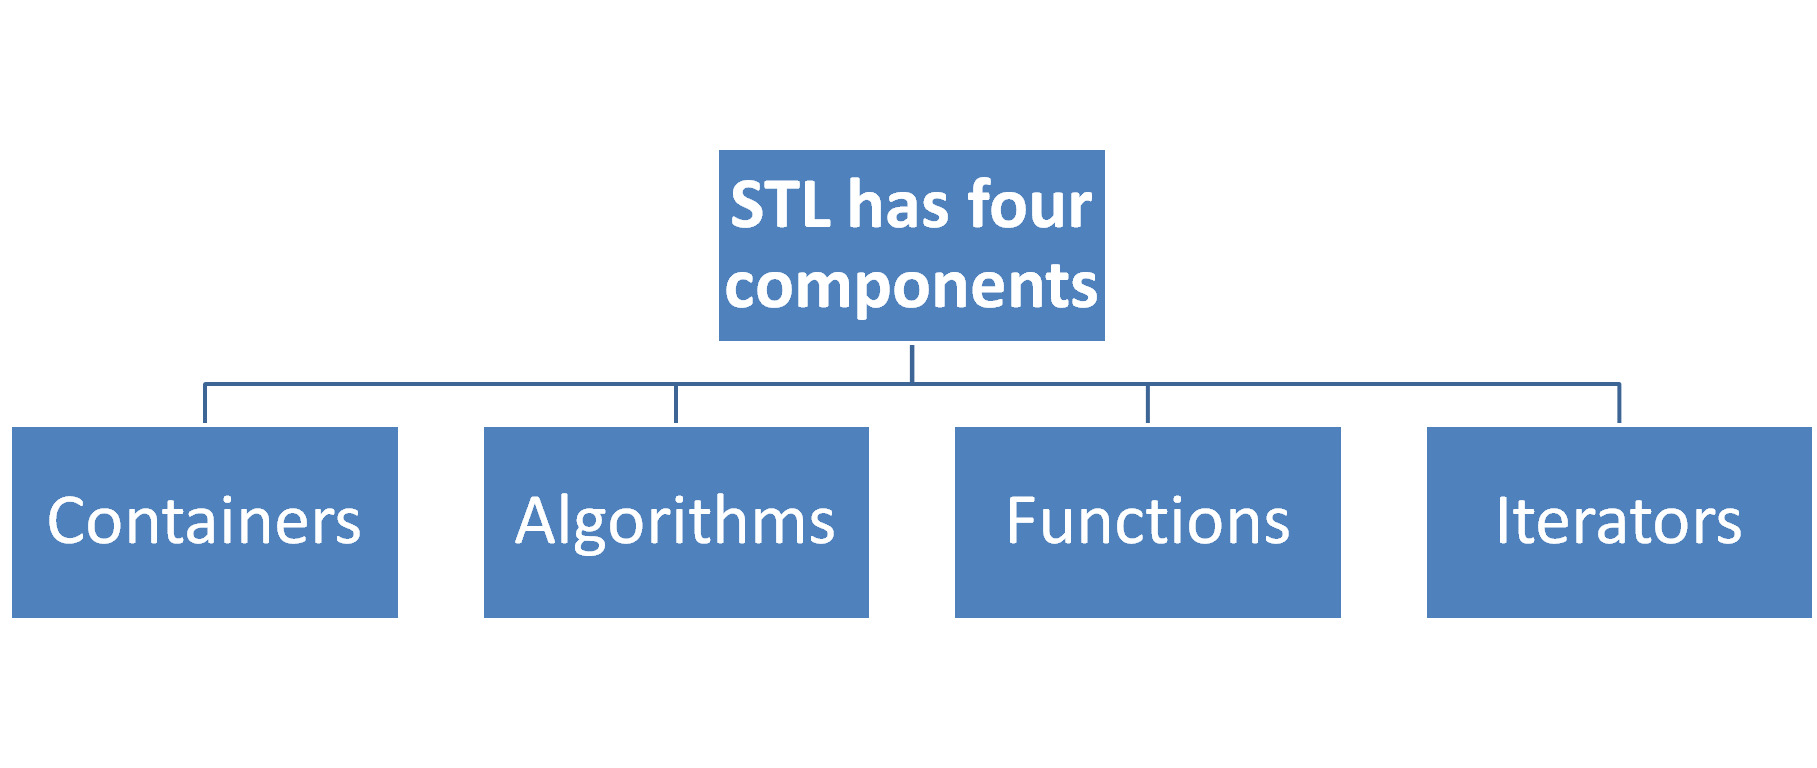 STL has four
components
Containers
Algorithms
Functions
Iterators